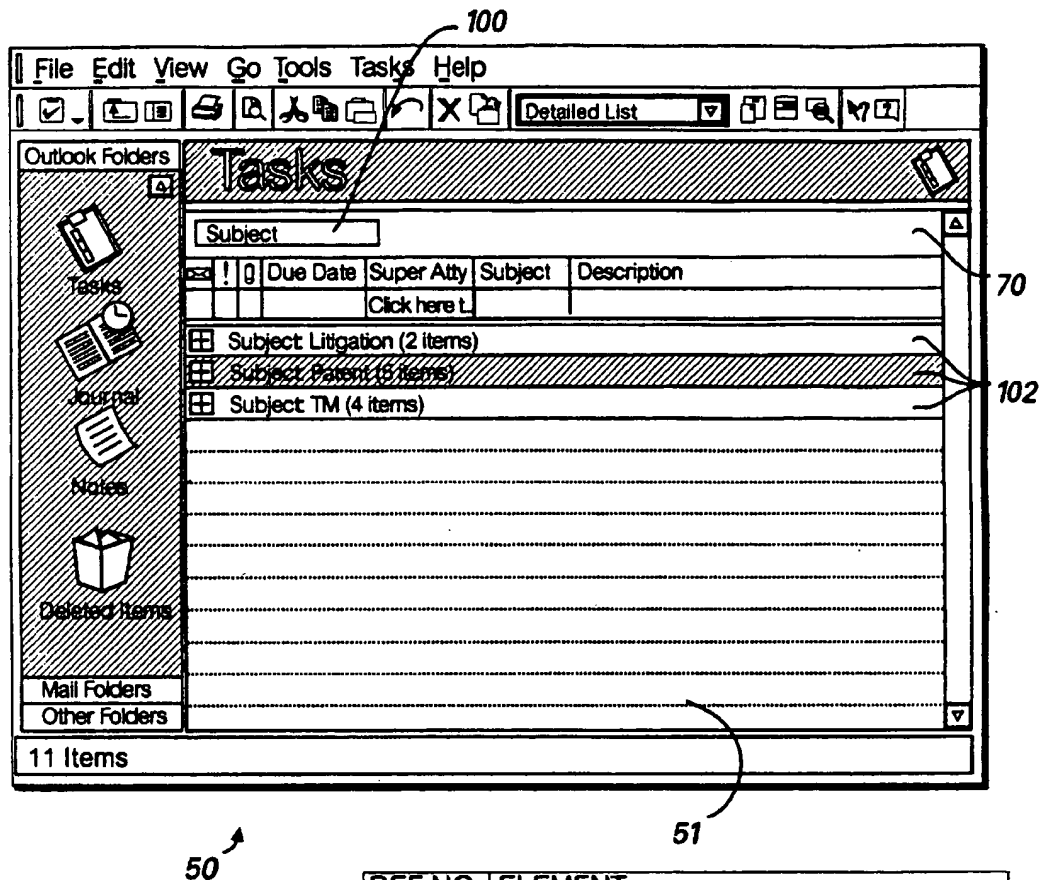 100
File Edit View Go Tools Tasks Help
Detailed List
Outlook Folders
Tasks
Subject
! Due Date Super Atty Subject Description
Click here t..
70
Tasks
Subject: Litigation (2 items)
Subject: Patent (6 items)
Subject: TM (4 items)
102
Journal
Notes
Deleted Items
Mail Folders
Other Folders
11 Items
51
50
REF NO. ELEMENT